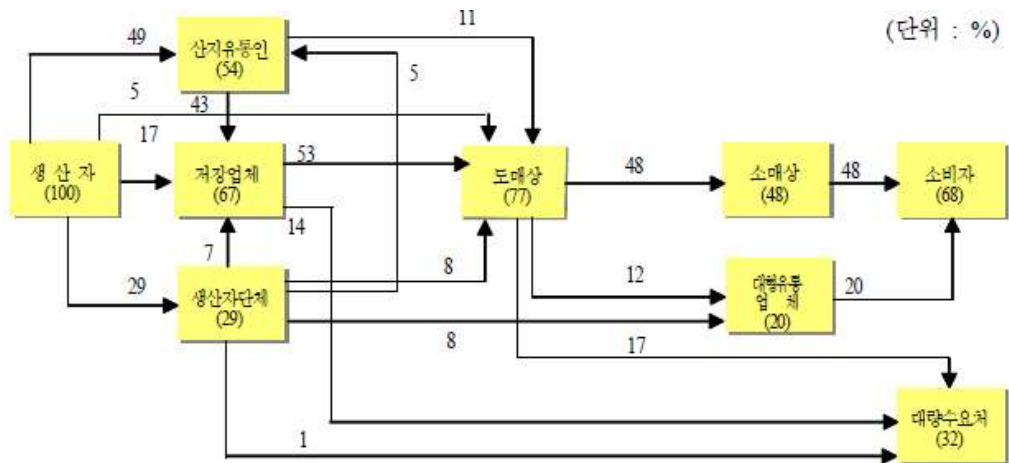 (단위 : %)
11
49
산지유통인
(54)
5
5
43
17
생 산 자
(100)
저장업체
(67)
53
도매상
(77)
48
소매상
(48)
48
소비자
(68)
14
7
29
생산자단체
(29)
8
12
대형유통
업 체
(20)
20
8
17
대량수요처
(32)
1